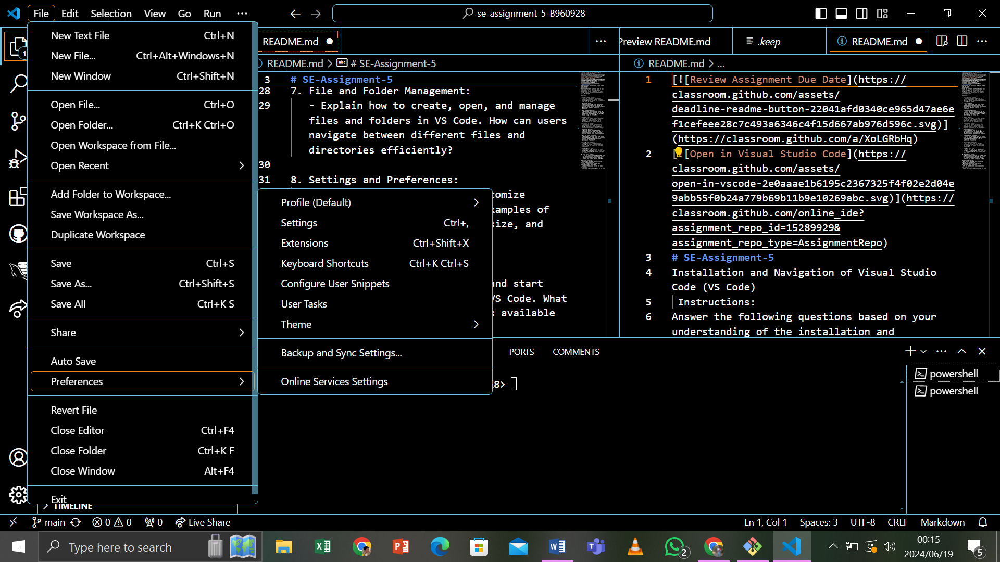 File Edit Selection View Go Run ...
se-assignment-5-B960928
New Text File Ctrl+N
New File... Ctrl+Alt+Windows+N
New Window Ctrl+Shift+N
Open File... Ctrl+O
Open Folder... Ctrl+K Ctrl+O
Open Workspace from File...
Open Recent
Add Folder to Workspace...
Save Workspace As...
Duplicate Workspace
Save Ctrl+S
Save As... Ctrl+Shift+S
Save All Ctrl+K S
Share
Auto Save
Preferences
Revert File
Close Editor Ctrl+F4
Close Folder Ctrl+K F
Close Window Alt+F4
Exit
TIMELINE
1
Profile (Default)
Settings Ctrl+,
Extensions Ctrl+Shift+X
Keyboard Shortcuts Ctrl+K Ctrl+S
Configure User Snippets
User Tasks
Theme
Backup and Sync Settings...
Online Services Settings
README.md
README.md > # SE-Assignment-5
3 # SE-Assignment-5
28 7. File and Folder Management:
29 - Explain how to create, open, and manage
files and folders in VS Code. How can users
navigate between different files and
directories efficiently?
30
31 8. Settings and Preferences:
tomize
xamples of
size, and
and start
VS Code. What
s available
Preview README.md .keep README.md
README.md > ...
1 [![Review Assignment Due Date](https://
classroom.github.com/assets/
deadline-readme-button-22041afd0340ce965d47ae6e
f1cefeee28c7c493a6346c4f15d667ab976d596c.svg)]
(https://classroom.github.com/a/XoLGRbHq)
2 [![Open in Visual Studio Code](https://
classroom.github.com/assets/
open-in-vscode-2e0aaae1b6195c2367325f4f02e2d04e
9abb55f0b24a779b69b11b9e10269abc.svg)](https://
classroom.github.com/online_ide?
assignment_repo_id=15289929&
assignment_repo_type=AssignmentRepo)
3 # SE-Assignment-5
4 Installation and Navigation of Visual Studio
Code (VS Code)
5 Instructions:
6 Answer the following questions based on your
understanding of the installation and
PORTS COMMENTS
28>
powershell
powershell
main 0 0 0 Live Share
Ln 1, Col 1 Spaces: 3 UTF-8 CRLF Markdown
Type here to search
2
00:15
2024/06/19
5